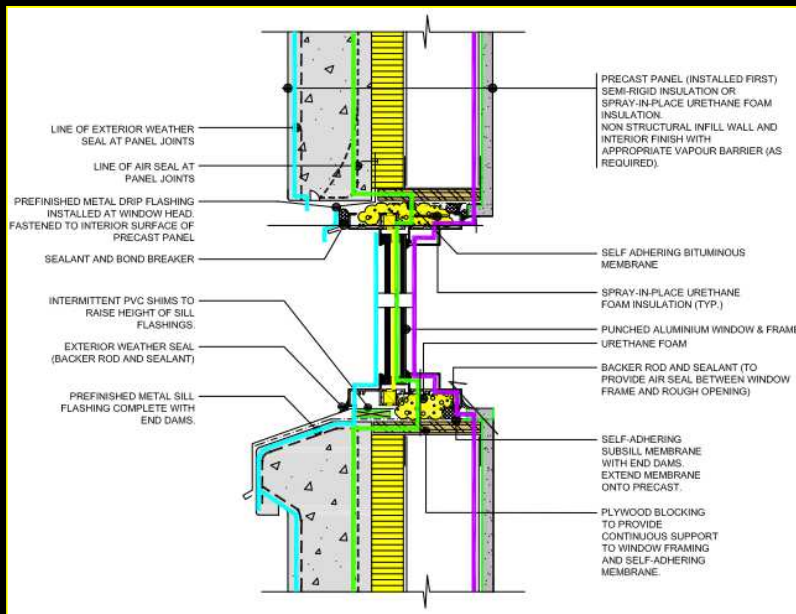 LINE OF EXTERIOR WEATHER
SEAL AT PANEL JOINTS
LINE OF AIR SEAL AT
PANEL JOINTS
PREFINISHED METAL DRIP FLASHING
INSTALLED AT WINDOW HEAD.
FASTENED TO INTERIOR SURFACE OF
PRECAST PANEL
SEALANT AND BOND BREAKER
INTERMITTENT PVC SHIMS TO
RAISE HEIGHT OF SILL
FLASHINGS.
EXTERIOR WEATHER SEAL
(BACKER ROD AND SEALANT)
PREFINISHED METAL SILL
FLASHING COMPLETE WITH
END DAMS.
PRECAST PANEL (INSTALLED FIRST)
SEMI-RIGID INSULATION OR
SPRAY-IN-PLACE URETHANE FOAM
INSULATION.
NON STRUCTURAL INFILL WALL AND
INTERIOR FINISH WITH
APPROPRIATE VAPOUR BARRIER (AS
REQUIRED).
SELF ADHERING BITUMINOUS
MEMBRANE
SPRAY-IN-PLACE URETHANE
FOAM INSULATION (TYP.)
PUNCHED ALUMINIUM WINDOW & FRAME
URETHANE FOAM
BACKER ROD AND SEALANT (TO
PROVIDE AIR SEAL BETWEEN WINDOW
FRAME AND ROUGH OPENING)
SELF-ADHERING
SUBSILL MEMBRANE
WITH END DAMS.
EXTEND MEMBRANE
ONTO PRECAST.
PLYWOOD BLOCKING
TO PROVIDE
CONTINUOUS SUPPORT
TO WINDOW FRAMING
AND SELF-ADHERING
MEMBRANE.